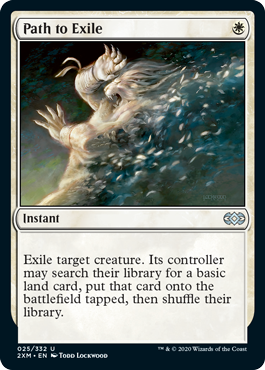 Path to Exile
Instant
Exile target creature. Its controller
may search their library for a basic
land card, put that card onto the
battlefield tapped, then shuffle their
library.
025/332 U
2XM • EN Todd Lockwood
™ & © 2020 Wizards of the Coast